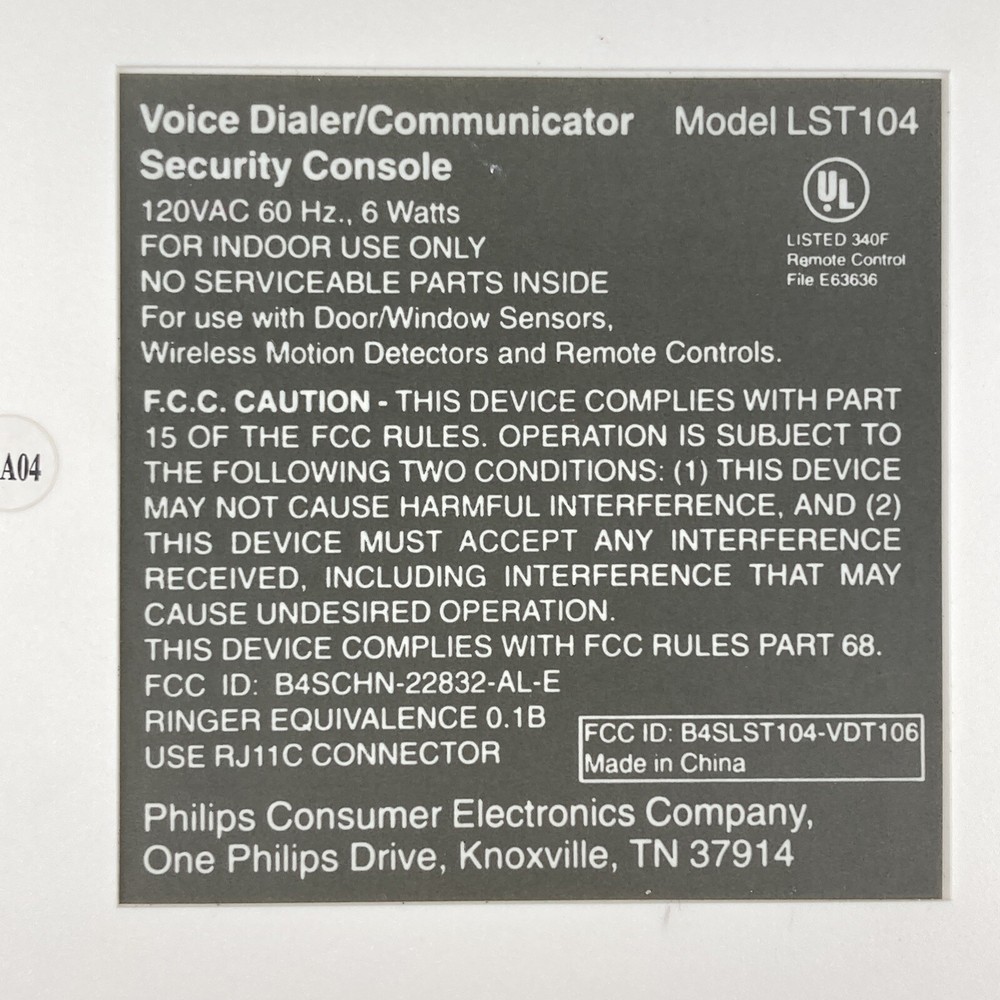 Voice Dialer/Communicator Model LST104
Security Console
120VAC 60 Hz., 6 Watts
FOR INDOOR USE ONLY
NO SERVICEABLE PARTS INSIDE
For use with Door/Window Sensors,
Wireless Motion Detectors and Remote Controls.
UL
LISTED 340F
Remote Control
File E63636
F.C.C. CAUTION - THIS DEVICE COMPLIES WITH PART
15 OF THE FCC RULES. OPERATION IS SUBJECT TO
THE FOLLOWING TWO CONDITIONS: (1) THIS DEVICE
MAY NOT CAUSE HARMFUL INTERFERENCE, AND (2)
THIS DEVICE MUST ACCEPT ANY INTERFERENCE
RECEIVED, INCLUDING INTERFERENCE THAT MAY
CAUSE UNDESIRED OPERATION.
THIS DEVICE COMPLIES WITH FCC RULES PART 68.
FCC ID: B4SCHN-22832-AL-E
RINGER EQUIVALENCE 0.1B
USE RJ11C CONNECTOR
FCC ID: B4SLST104-VDT106
Made in China
Philips Consumer Electronics Company,
One Philips Drive, Knoxville, TN 37914
A04